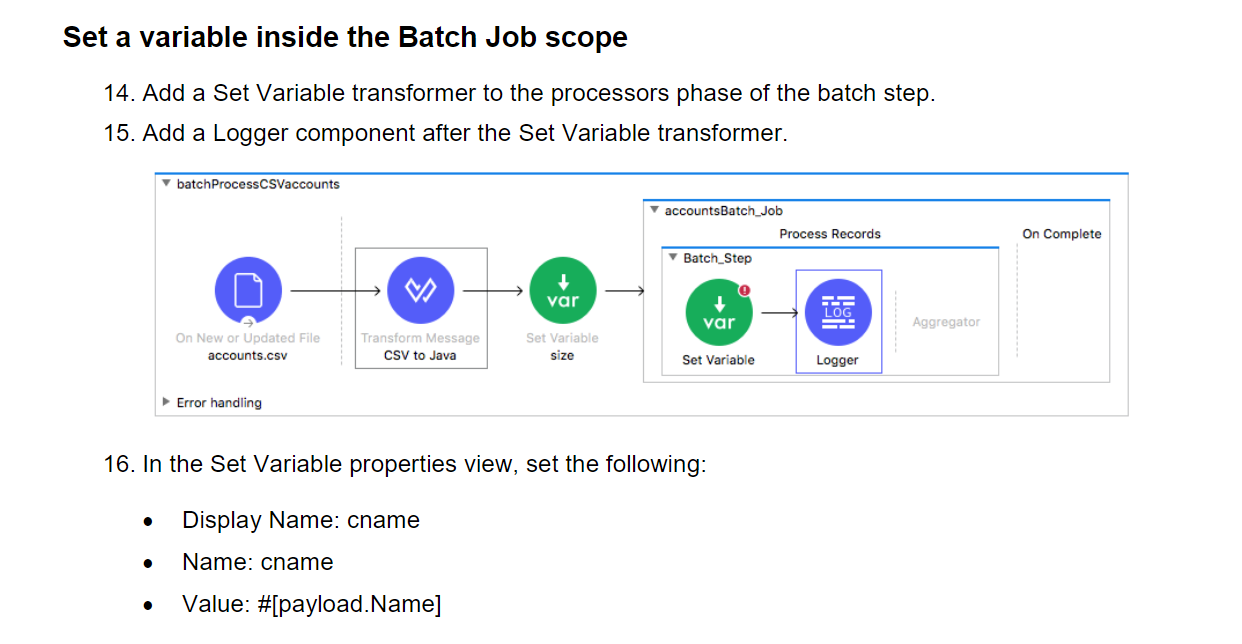 Set a variable inside the Batch Job scope
14. Add a Set Variable transformer to the processors phase of the batch step.
15. Add a Logger component after the Set Variable transformer.
batchProcessCSVaccounts
accountsBatch_Job
Process Records
On Complete
Batch_Step
var
LOG
var
Aggregator
On New or Updated File
accounts.csv
Transform Message
CSV to Java
Set Variable
size
Set Variable
Logger
Error handling
16. In the Set Variable properties view, set the following:
• Display Name: cname
• Name: cname
• Value: #[payload.Name]